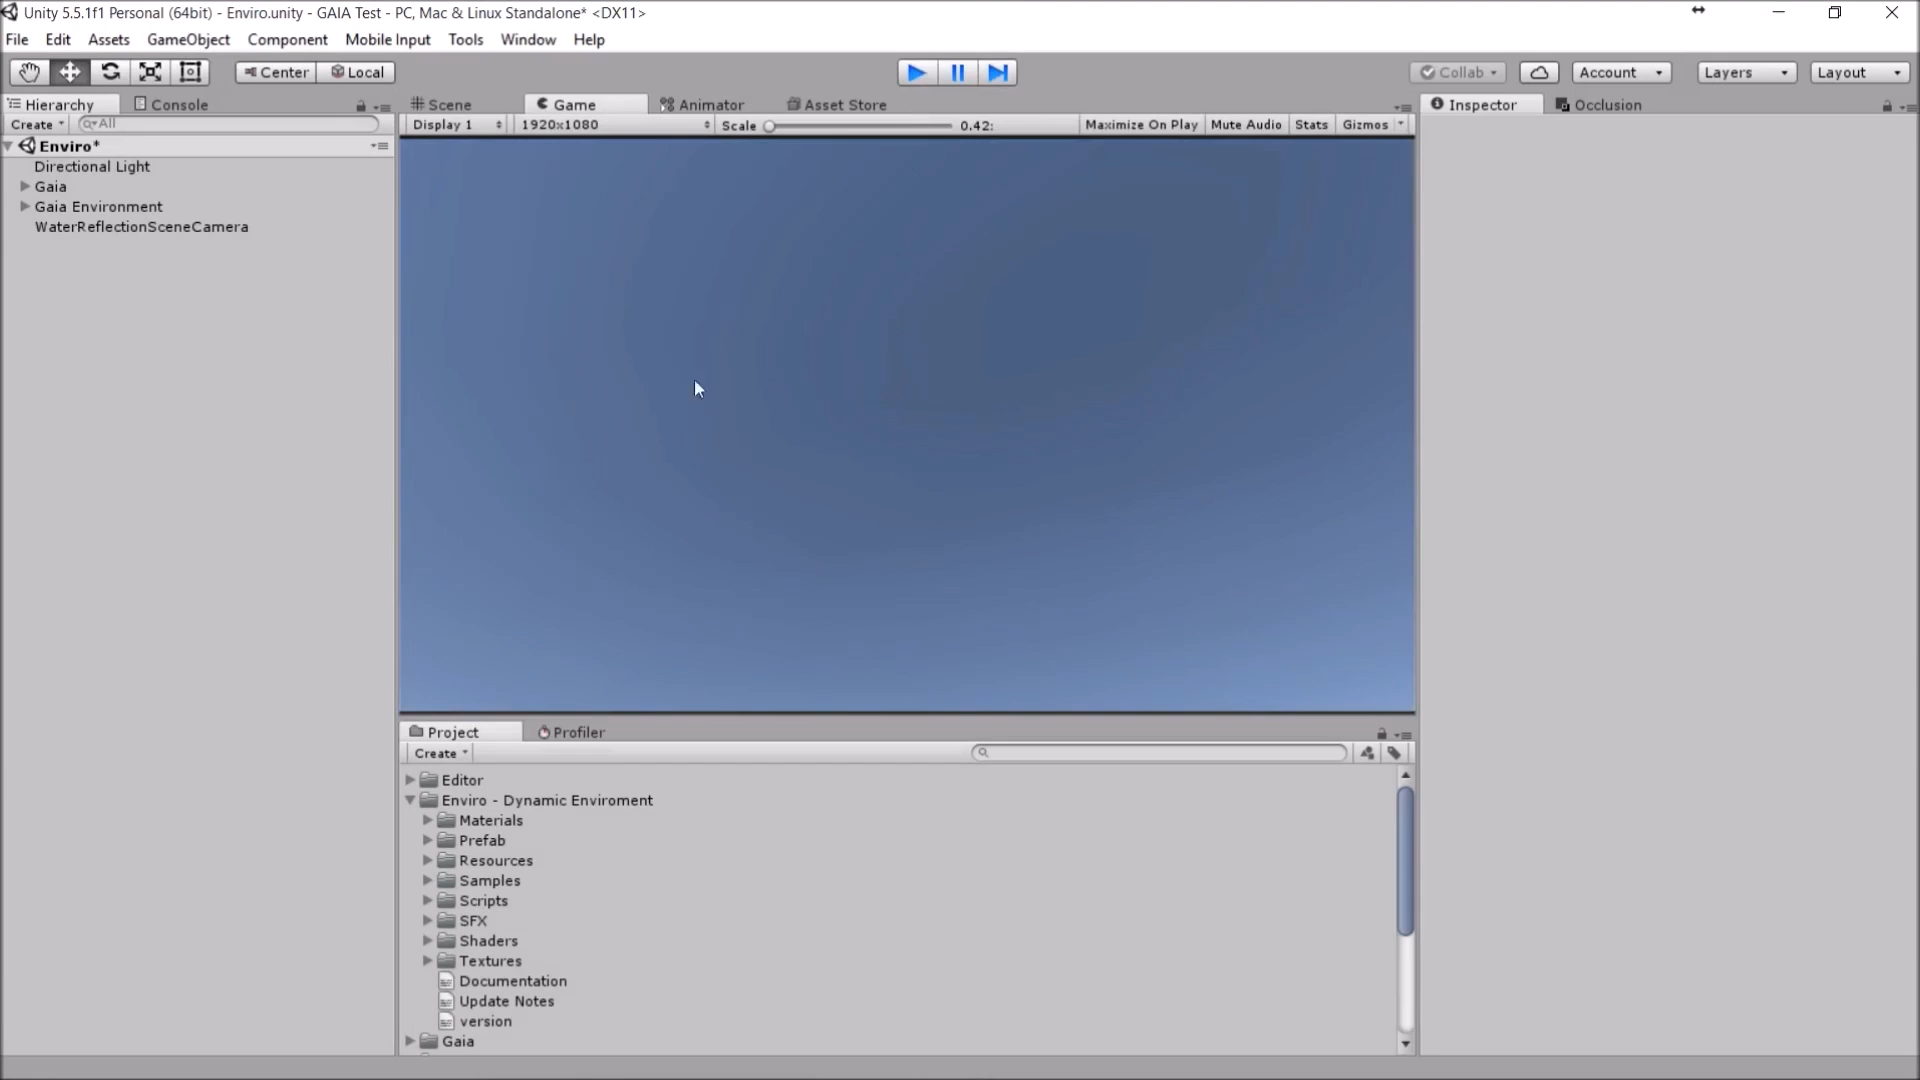 Unity 5.5.1f1 Personal (64bit) - Enviro.unity - GAIA Test - PC, Mac & Linux Standalone* <DX11>
File Edit Assets GameObject Component Mobile Input Tools Window Help
Center Local Collab Account Layers Layout
Hierarchy Console Scene Game Animator Asset Store Inspector Occlusion
Create All Display 1 1920x1080 Scale 0.42: Maximize On Play Mute Audio Stats Gizmos
Enviro*
Directional Light
Gaia
Gaia Environment
WaterReflectionSceneCamera
Project Profiler
Create
Editor
Enviro - Dynamic Enviroment
Materials
Prefab
Resources
Samples
Scripts
SFX
Shaders
Textures
Documentation
Update Notes
version
Gaia